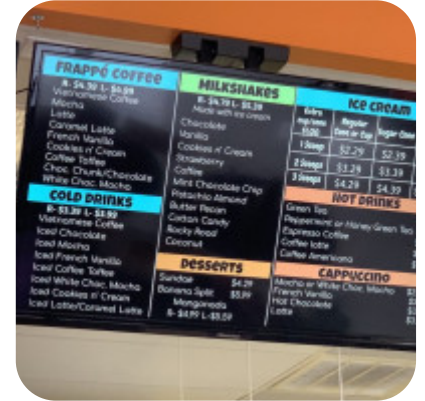 FRAPPÉ COFFEE
R- $4.39 L- $4.99
Vietnamese Coffee
Mocha
Latte
Caramel Latte
French Vanilla
Cookies n' Cream
Coffee Toffee
Choc. Chunk/Chocolate
White Choc. Mocha
COLD DRINKS
Vietnamese Coffee
Iced Chocolate
Iced Mocha
Iced French Vanilla
Iced Coffee Toffee
Iced White Choc. Mocha
Iced Cookies n' Cream
Iced Latte/Caramel Latte
MILKSHAKES
R- $4.79 L- $5.39
Made with ice cream
Chocolate
Vanilla
Cookies n' Cream
Strawberry
Coffee
Mint Chocolate Chip
Pistachio Almond
Butter Pecan
Cotton Candy
Rocky Road
Coconut
DESSERTS
Sundae $4.29
Banana Split $5.99
Mangonada
R- $4.99 L-$5.59
ICE CREAM
Regular Sugar Cone
Cone or Cup
1 Scoop $2.29 $2.39
2 Scoops $3.29 $3.39
3 Scoops $4.29 $4.39
HOT DRINKS
Green Tea
Peppermint or Honey Green Tea
Espresso Coffee
Coffee latte
Coffee Americano
CAPPUCCINO
Mocha or White Choc. Mocha
French Vanilla
Hot Chocolate
Latte